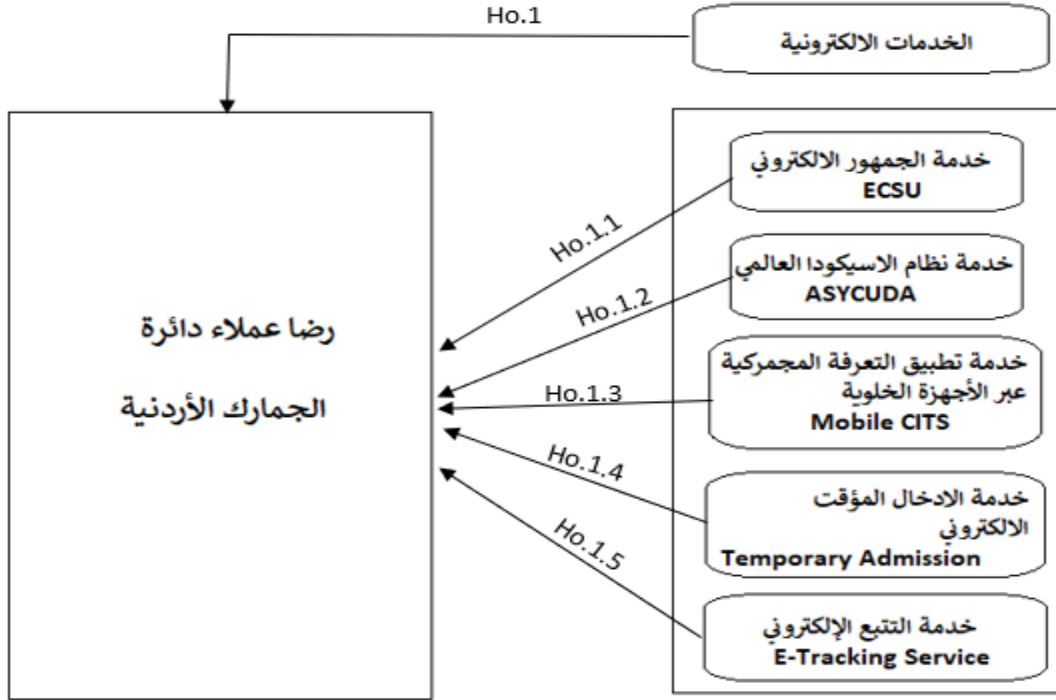 Ho.1
الخدمات الالكترونية
خدمة الجمهور الالكتروني
ECSU
Ho.1.1
خدمة نظام الاسيكودا العالمي
ASYCUDA
Ho.1.2
رضا عملاء دائرة
الجمارك الأردنية
خدمة تطبيق التعرفة المجمركية
عبر الأجهزة الخلوية
Mobile CITS
Ho.1.3
خدمة الادخال المؤقت
الالكتروني
Temporary Admission
Ho.1.4
خدمة التتبع الإلكتروني
E-Tracking Service
Ho.1.5